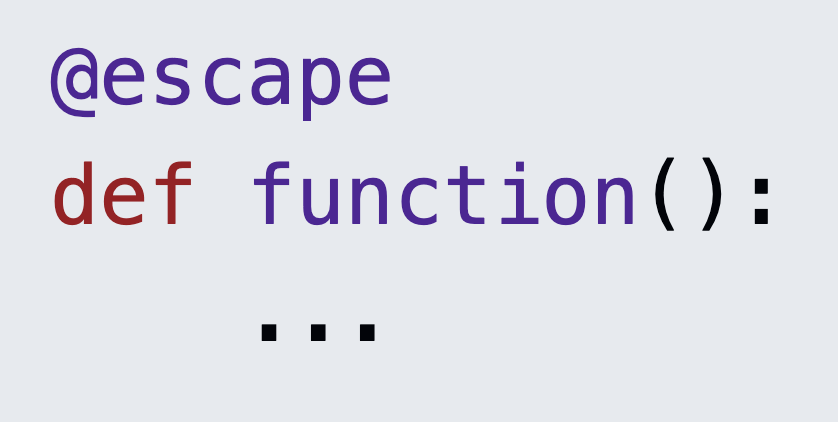 @escape
def function():
    ...